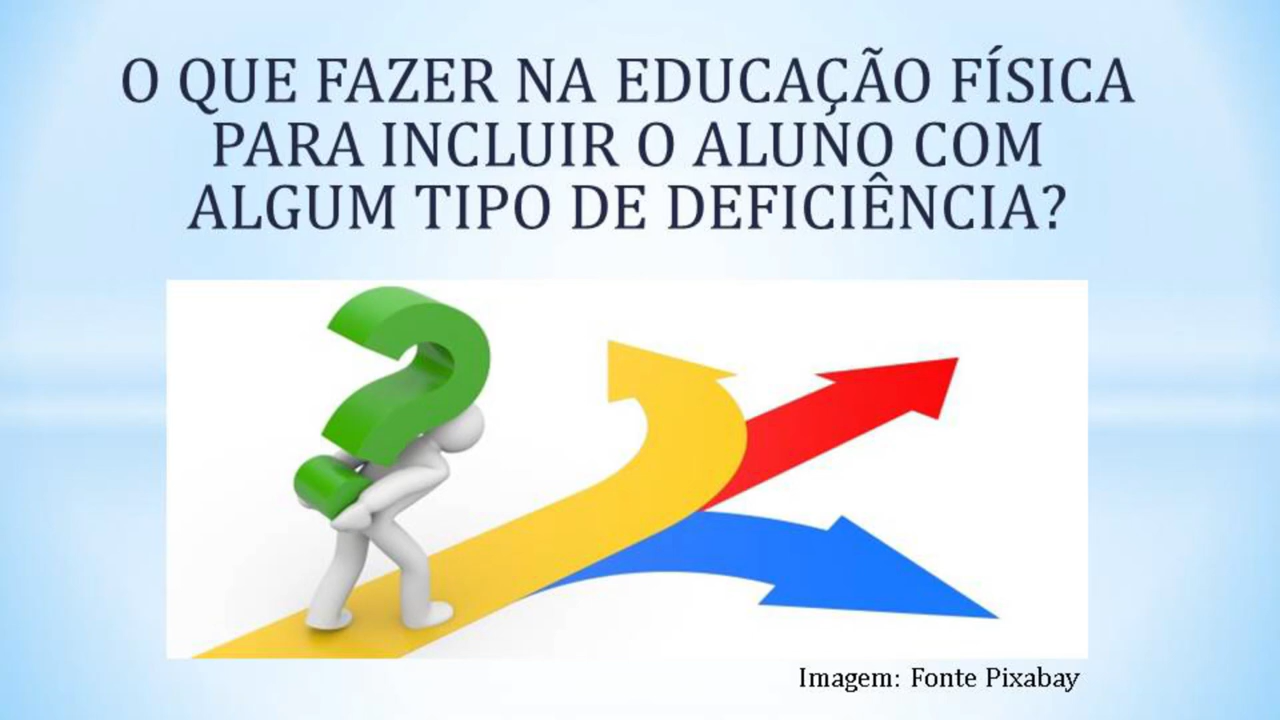 O QUE FAZER NA EDUCAÇÃO FÍSICA
PARA INCLUIR O ALUNO COM
ALGUM TIPO DE DEFICIÊNCIA?
Imagem: Fonte Pixabay